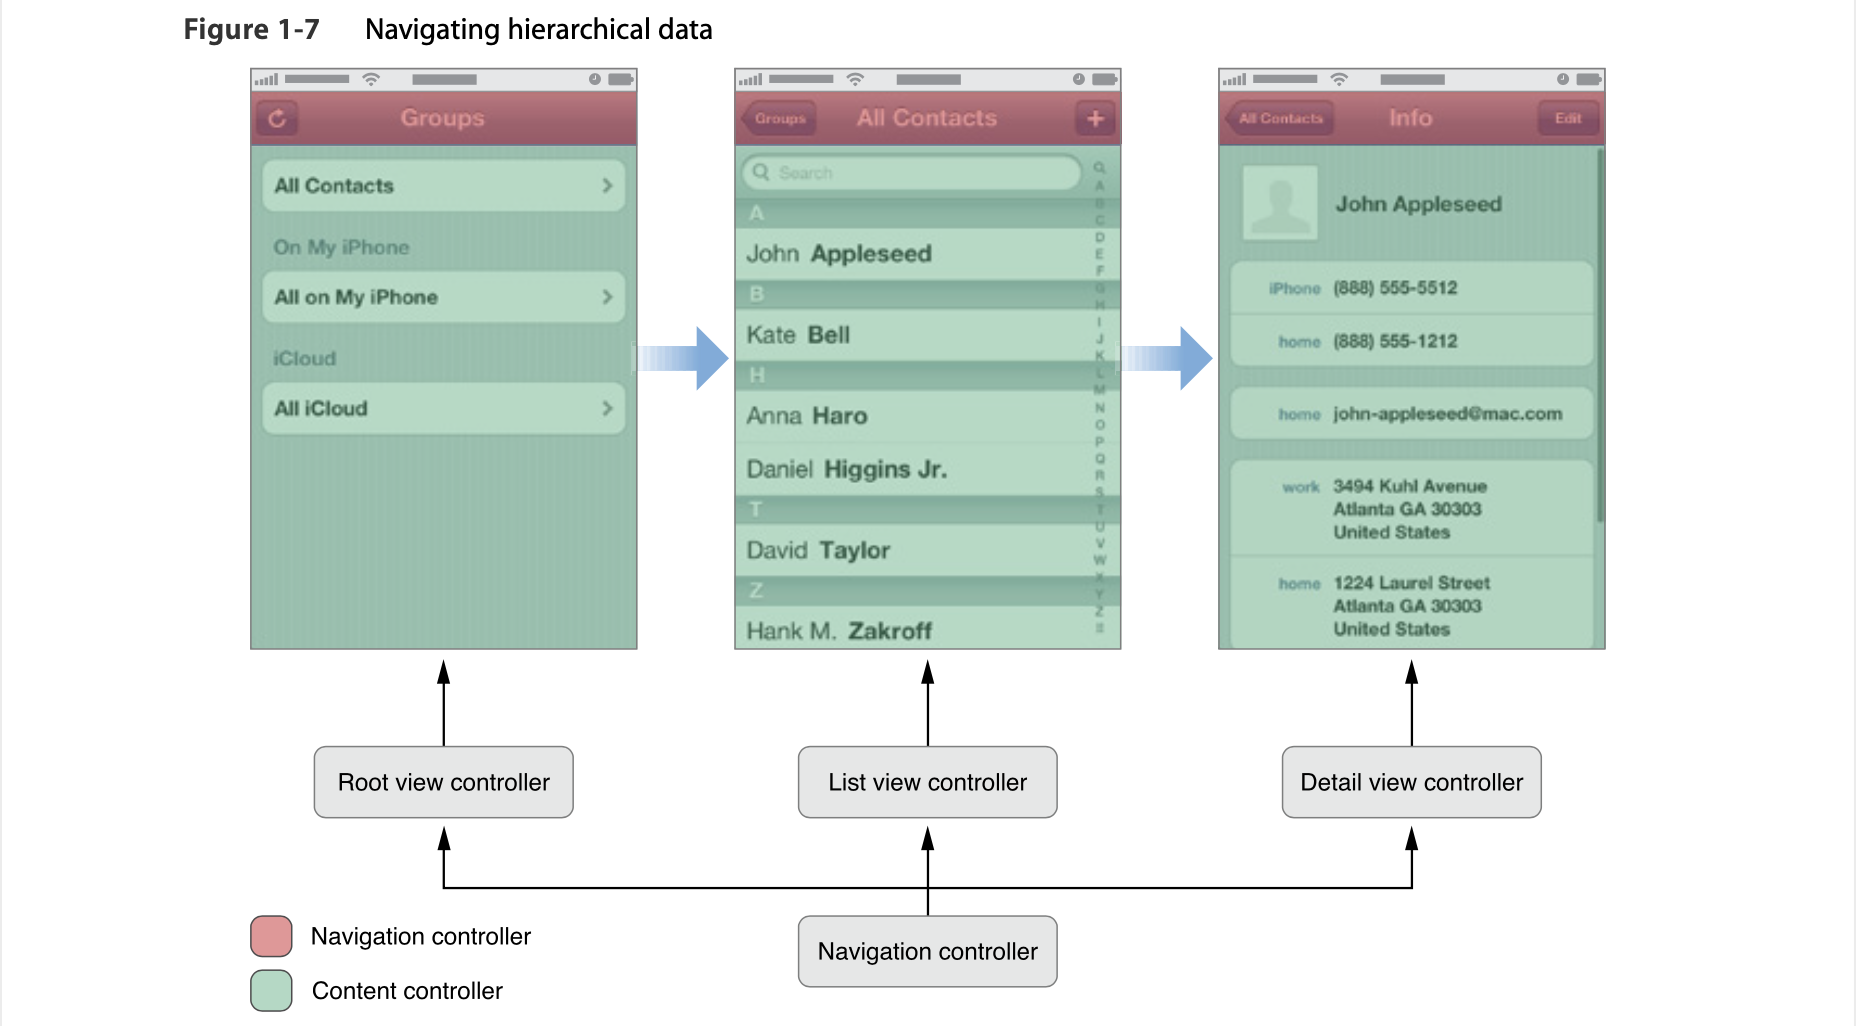 Figure 1-7 Navigating hierarchical data
Groups
All Contacts
On My iPhone
All on My iPhone
iCloud
All iCloud
Groups
All Contacts
+
Search
A
John Appleseed
B
Kate Bell
H
Anna Haro
Daniel Higgins Jr.
T
David Taylor
Z
Hank M. Zakroff
A
B
C
D
E
F
G
H
I
J
K
L
M
N
O
P
Q
R
S
T
U
V
W
X
Y
Z
#
All Contacts
Info
Edit
John Appleseed
iPhone (888) 555-5512
home (888) 555-1212
home john-appleseed@mac.com
work 3494 Kuhl Avenue
Atlanta GA 30303
United States
home 1224 Laurel Street
Atlanta GA 30303
United States
Root view controller
List view controller
Detail view controller
Navigation controller
Navigation controller
Content controller